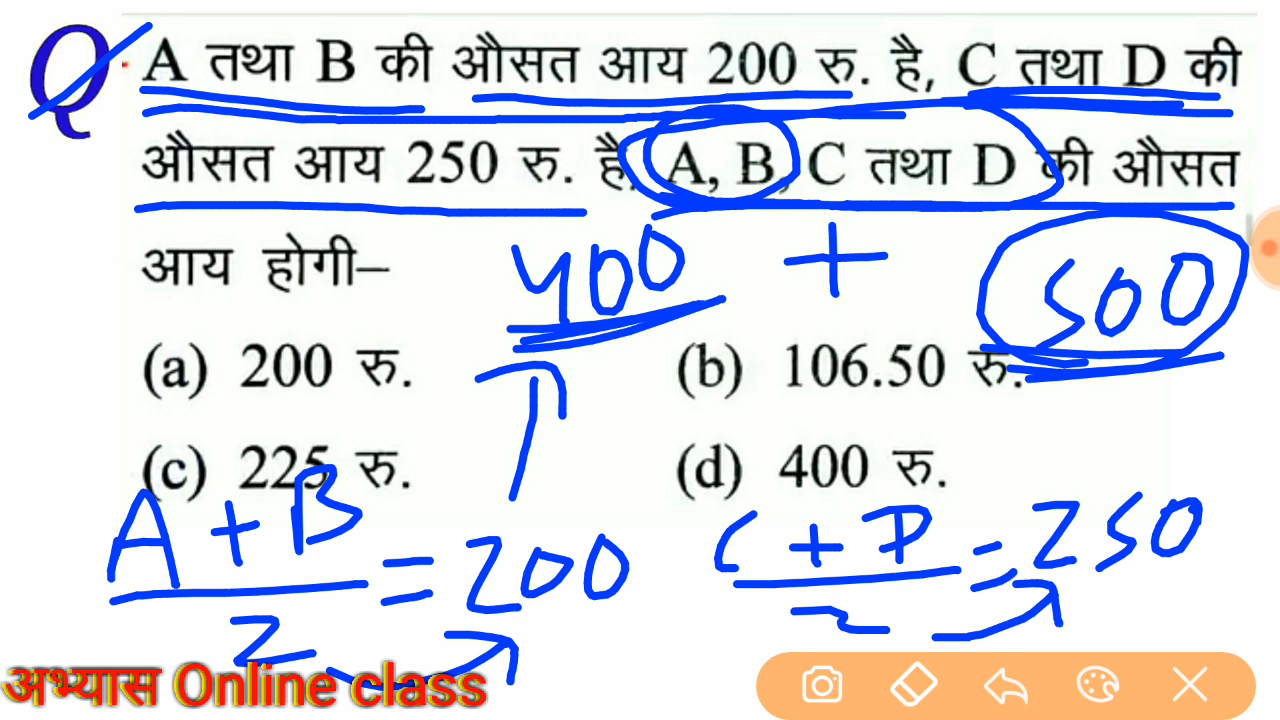 Q. A तथा B की औसत आय 200 रु. है, C तथा D की
औसत आय 250 रु. है, A, B, C तथा D की औसत
आय होगी–
400 + 500
(a) 200 रु. (b) 106.50 रु.
(c) 225 रु. (d) 400 रु.
A + B = 200 C + D = 250
2 2
अभ्यास Online class